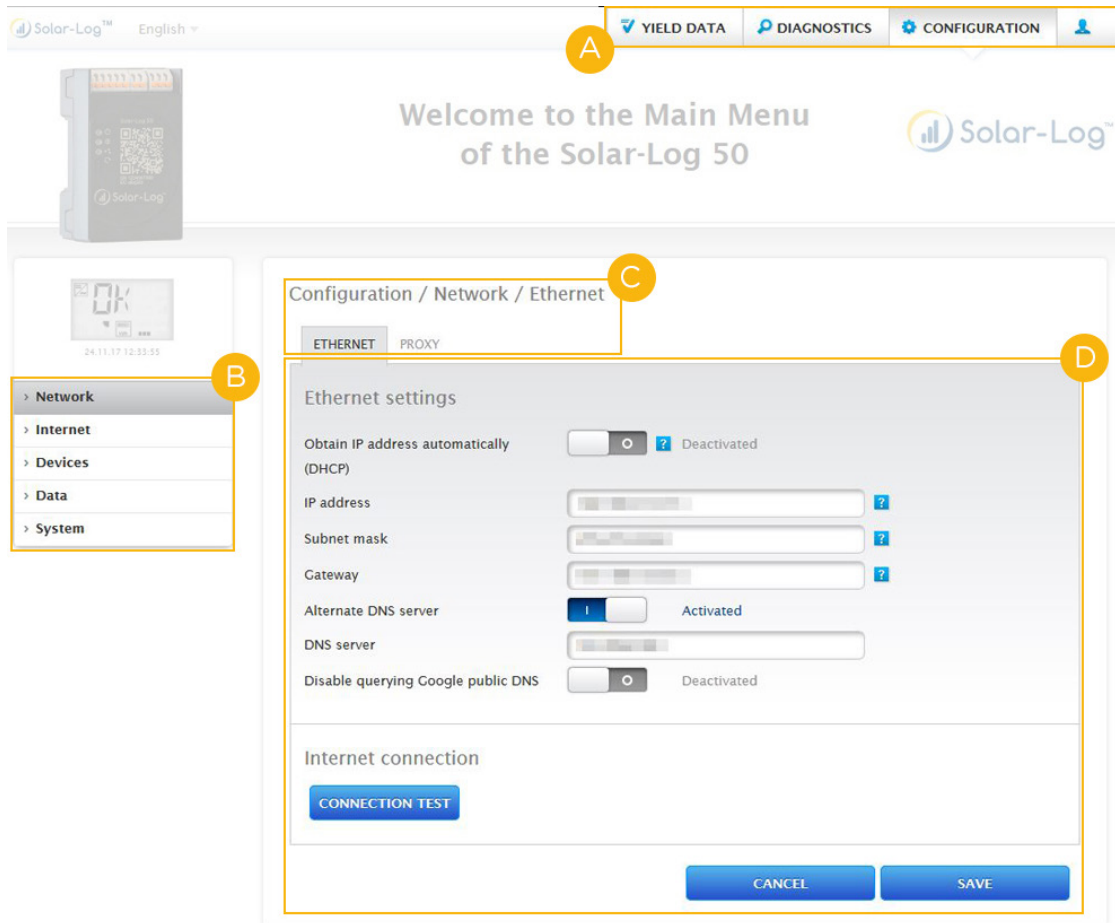 Solar-Log™ English
YIELD DATA DIAGNOSTICS CONFIGURATION
A
Welcome to the Main Menu
of the Solar-Log 50
Solar-Log™
Solar-Log
OK
24.11.17 12:33:55
B
> Network
> Internet
> Devices
> Data
> System
C
Configuration / Network / Ethernet
ETHERNET PROXY
D
Ethernet settings
Obtain IP address automatically
(DHCP)
O ? Deactivated
IP address ?
Subnet mask ?
Gateway ?
Alternate DNS server I Activated
DNS server
Disable querying Google public DNS O Deactivated
Internet connection
CONNECTION TEST
CANCEL SAVE